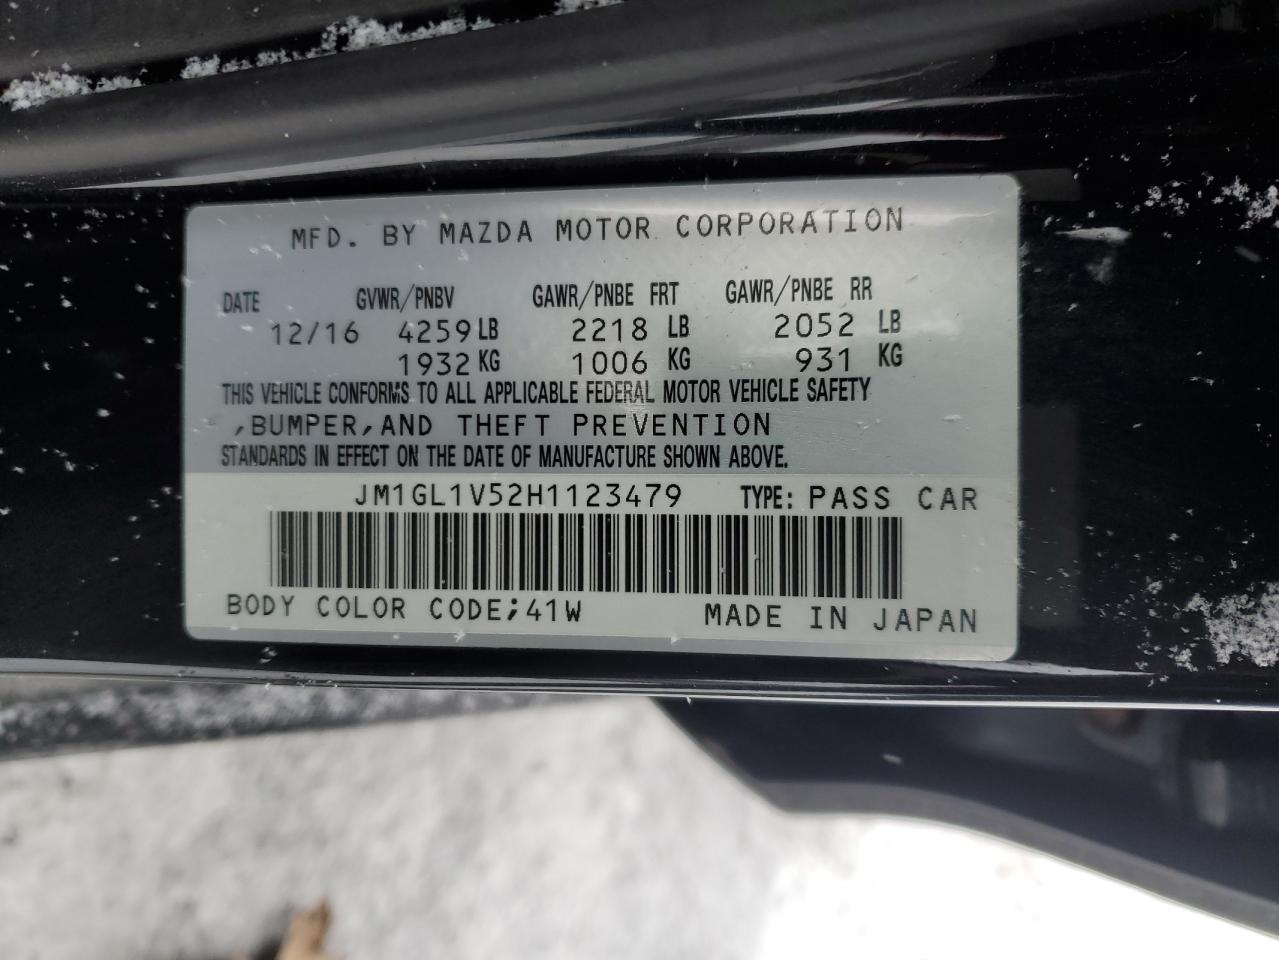 MFD. BY MAZDA MOTOR CORPORATION
DATE GVWR/PNBV GAWR/PNBE FRT GAWR/PNBE RR
12/16 4259 LB 2218 LB 2052 LB
1932 KG 1006 KG 931 KG
THIS VEHICLE CONFORMS TO ALL APPLICABLE FEDERAL MOTOR VEHICLE SAFETY
,BUMPER,AND THEFT PREVENTION
STANDARDS IN EFFECT ON THE DATE OF MANUFACTURE SHOWN ABOVE.
JM1GL1V52H1123479 TYPE: PASS CAR
BODY COLOR CODE;41W MADE IN JAPAN